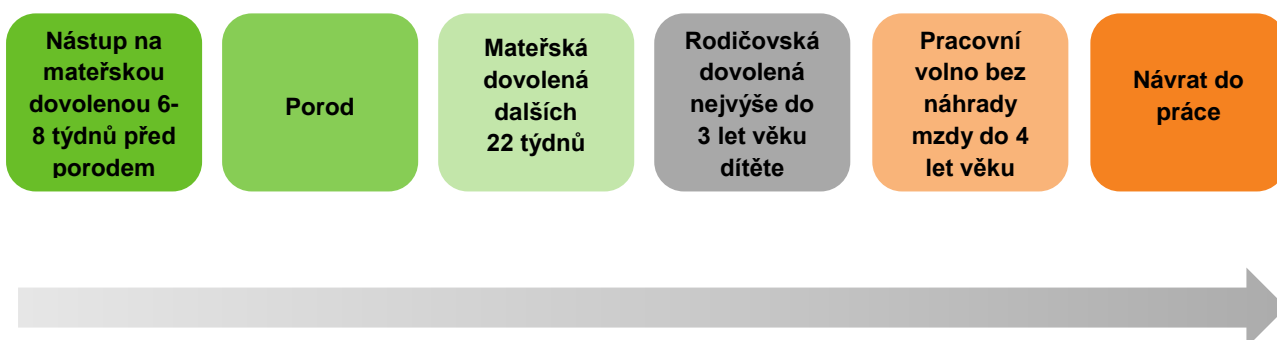 Nástup na
mateřskou
dovolenou 6-
8 týdnů před
porodem
Porod
Mateřská
dovolená
dalších
22 týdnů
Rodičovská
dovolená
nejvýše do
3 let věku
dítěte
Pracovní
volno bez
náhrady
mzdy do 4
let věku
Návrat do
práce